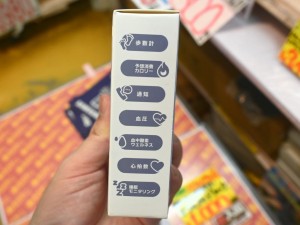 歩数計
予想消費
カロリー
通知
血圧
血中酸素
ウェルネス
心拍数
睡眠
モニタリング